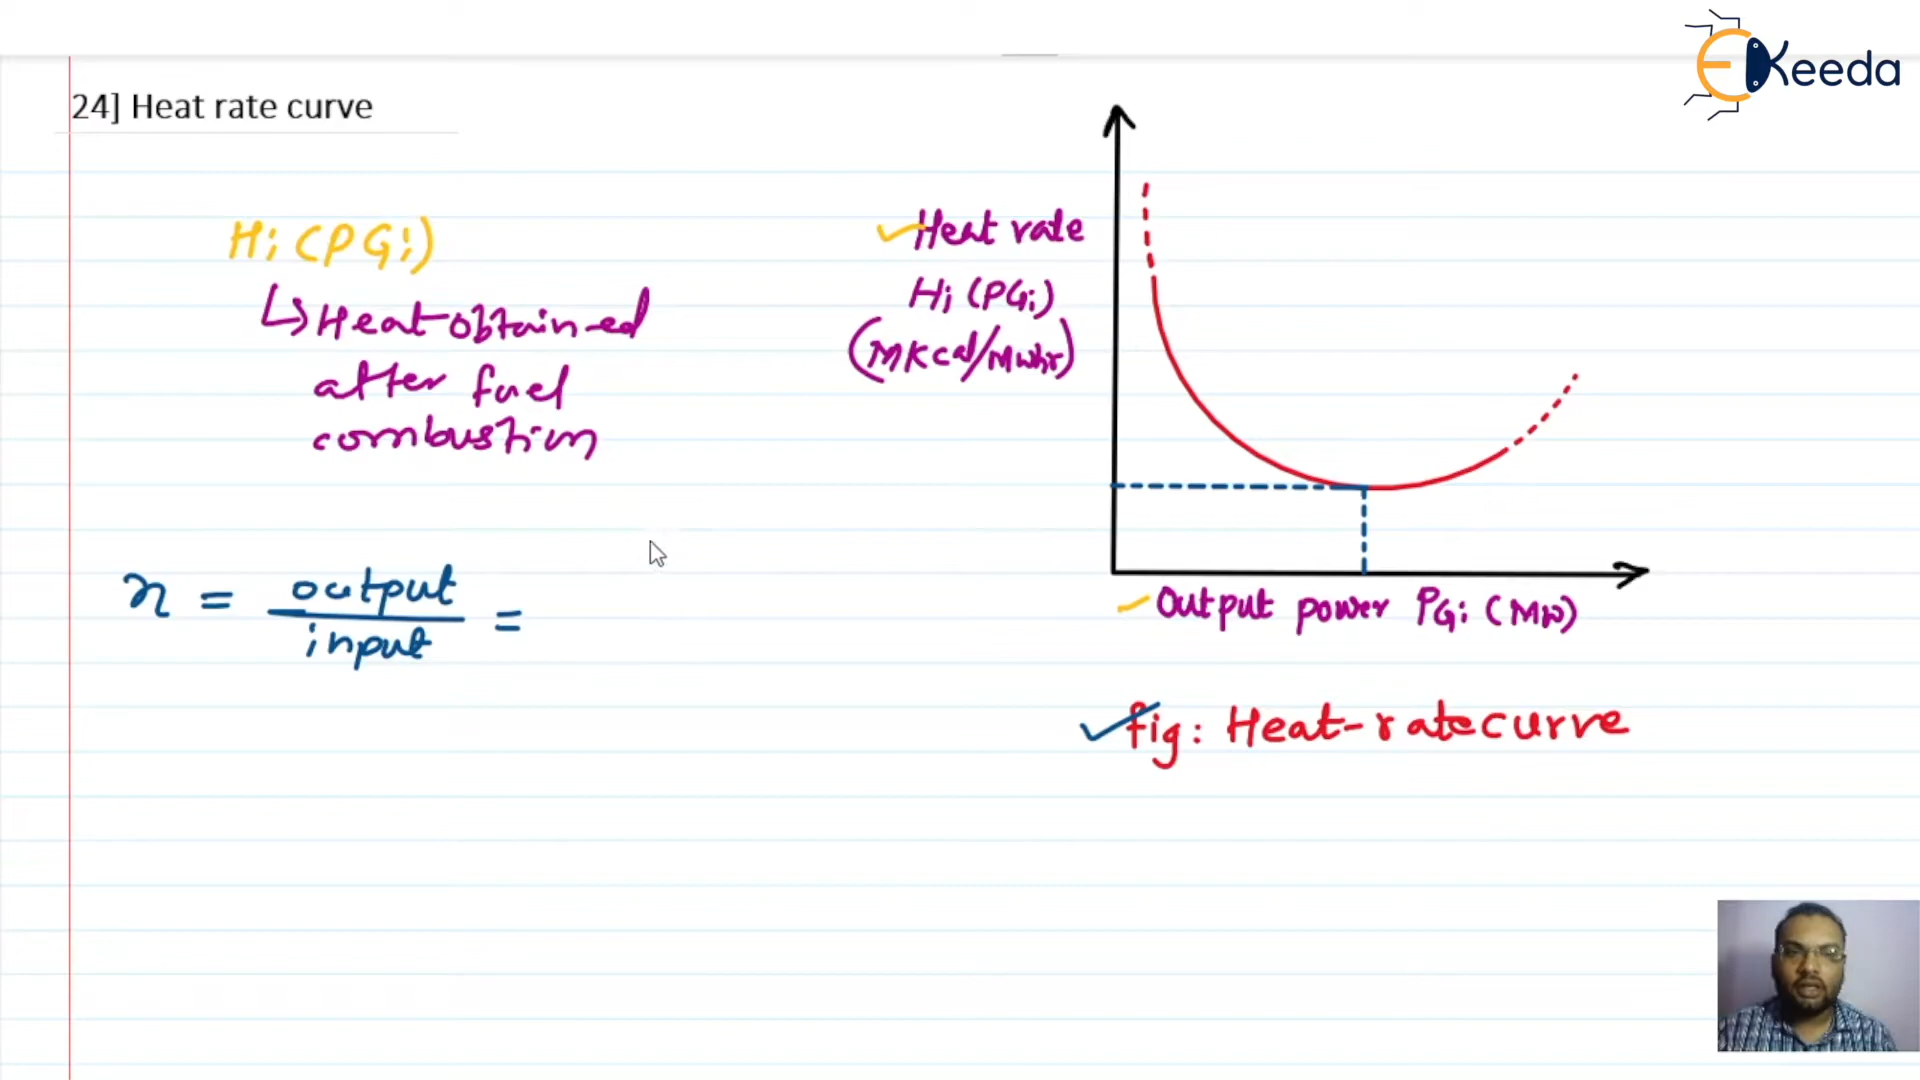 EKeeda
24] Heat rate curve
Hi (PGi)
↳ Heat obtained
after fuel
combustion
η = output / input =
Heat rate
Hi (PGi)
(MKcal/MWhr)
Output power PGi (MW)
fig: Heat-rate curve